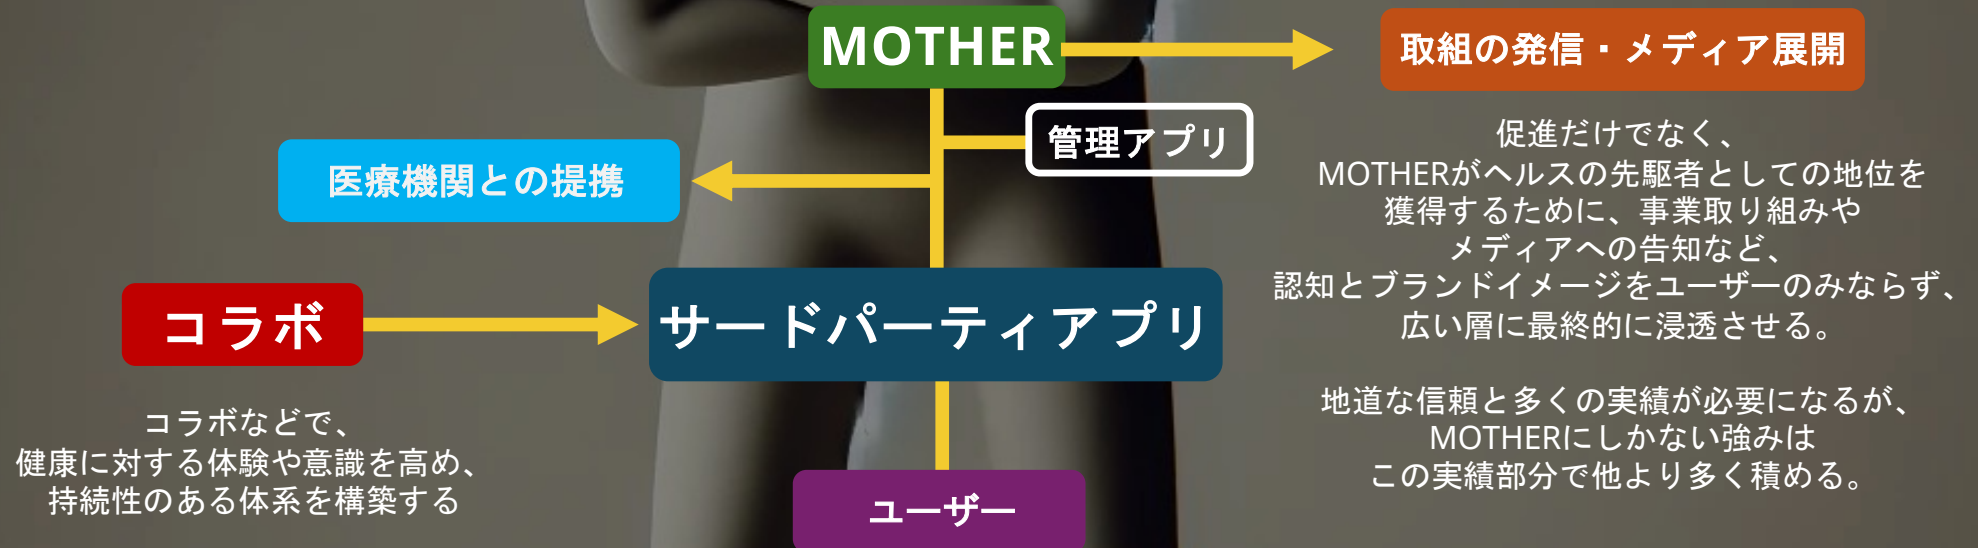 MOTHER
取組の発信・メディア展開
管理アプリ
医療機関との提携
促進だけでなく、
MOTHERがヘルスの先駆者としての地位を
獲得するために、事業取り組みや
メディアへの告知など、
認知とブランドイメージをユーザーのみならず、
広い層に最終的に浸透させる。
コラボ
サードパーティアプリ
地道な信頼と多くの実績が必要になるが、
MOTHERにしかない強みは
この実績部分で他より多く積める。
コラボなどで、
健康に対する体験や意識を高め、
持続性のある体系を構築する
ユーザー